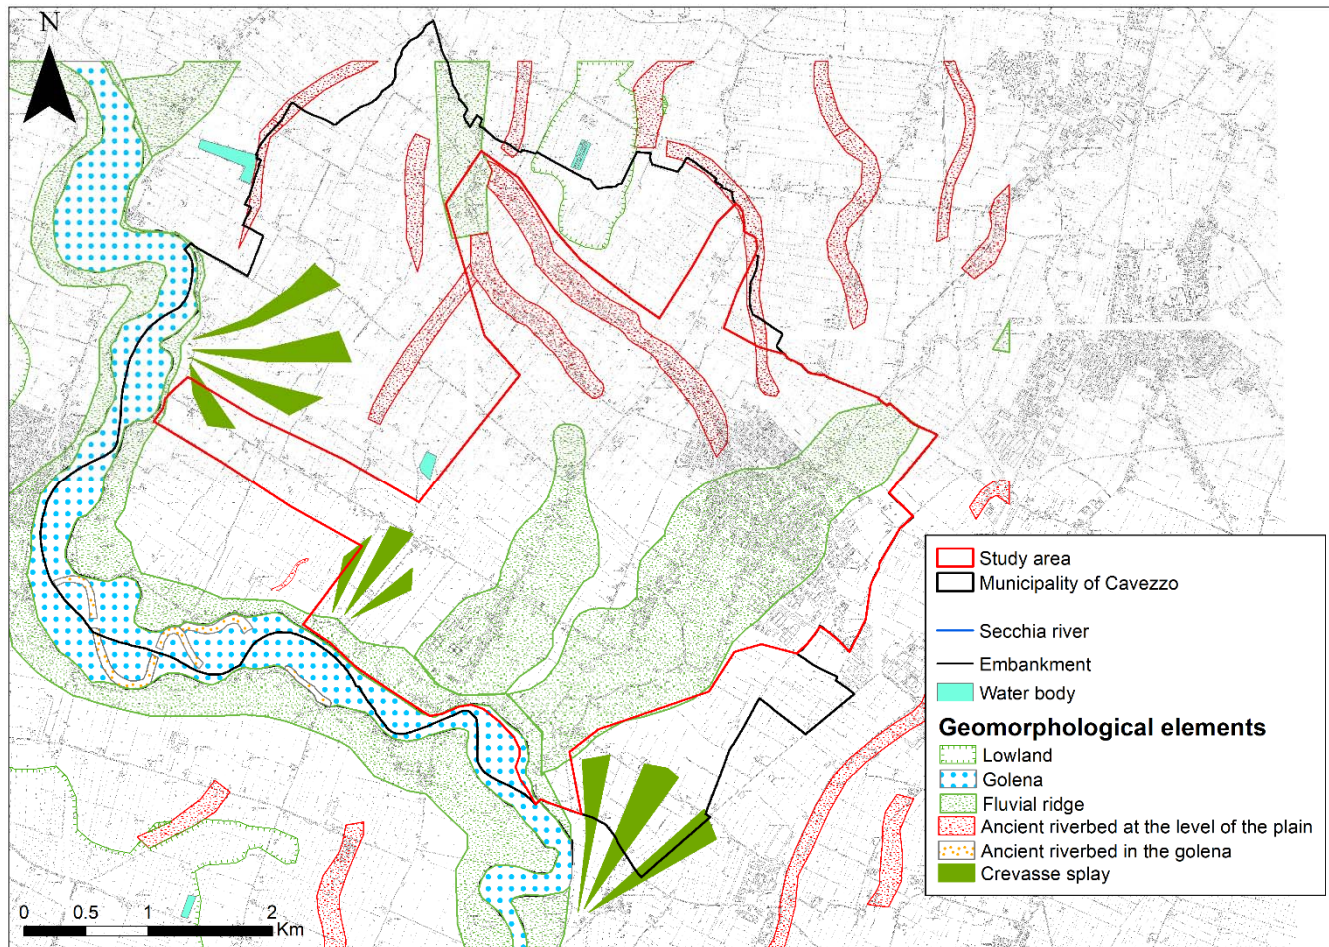 N
Study area
Municipality of Cavezzo
Secchia river
Embankment
Water body
Geomorphological elements
Lowland
Golena
Fluvial ridge
Ancient riverbed at the level of the plain
Ancient riverbed in the golena
Crevasse splay
0 0.5 1 2
Km